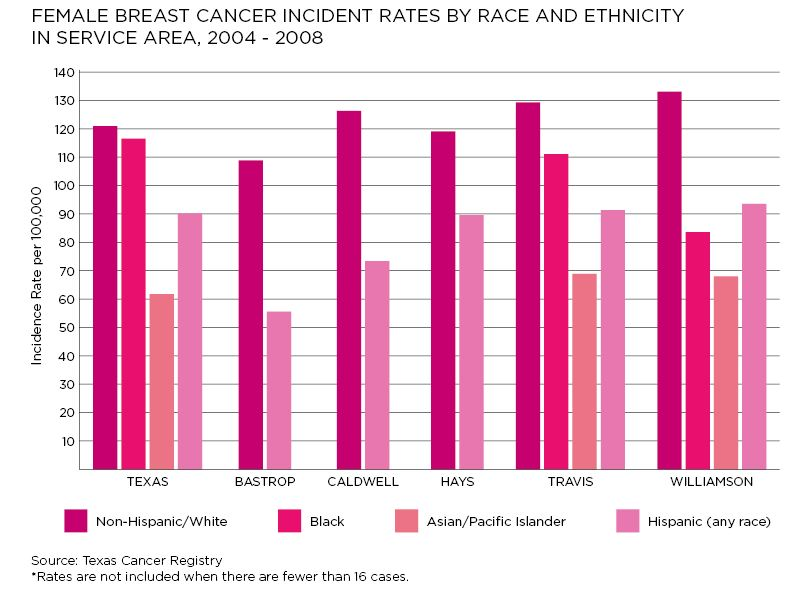 FEMALE BREAST CANCER INCIDENT RATES BY RACE AND ETHNICITY
IN SERVICE AREA, 2004 - 2008
Incidence Rate per 100,000
140
130
120
110
100
90
80
70
60
50
40
30
20
10
TEXAS BASTROP CALDWELL HAYS TRAVIS WILLIAMSON
Non-Hispanic/White Black Asian/Pacific Islander Hispanic (any race)
Source: Texas Cancer Registry
*Rates are not included when there are fewer than 16 cases.